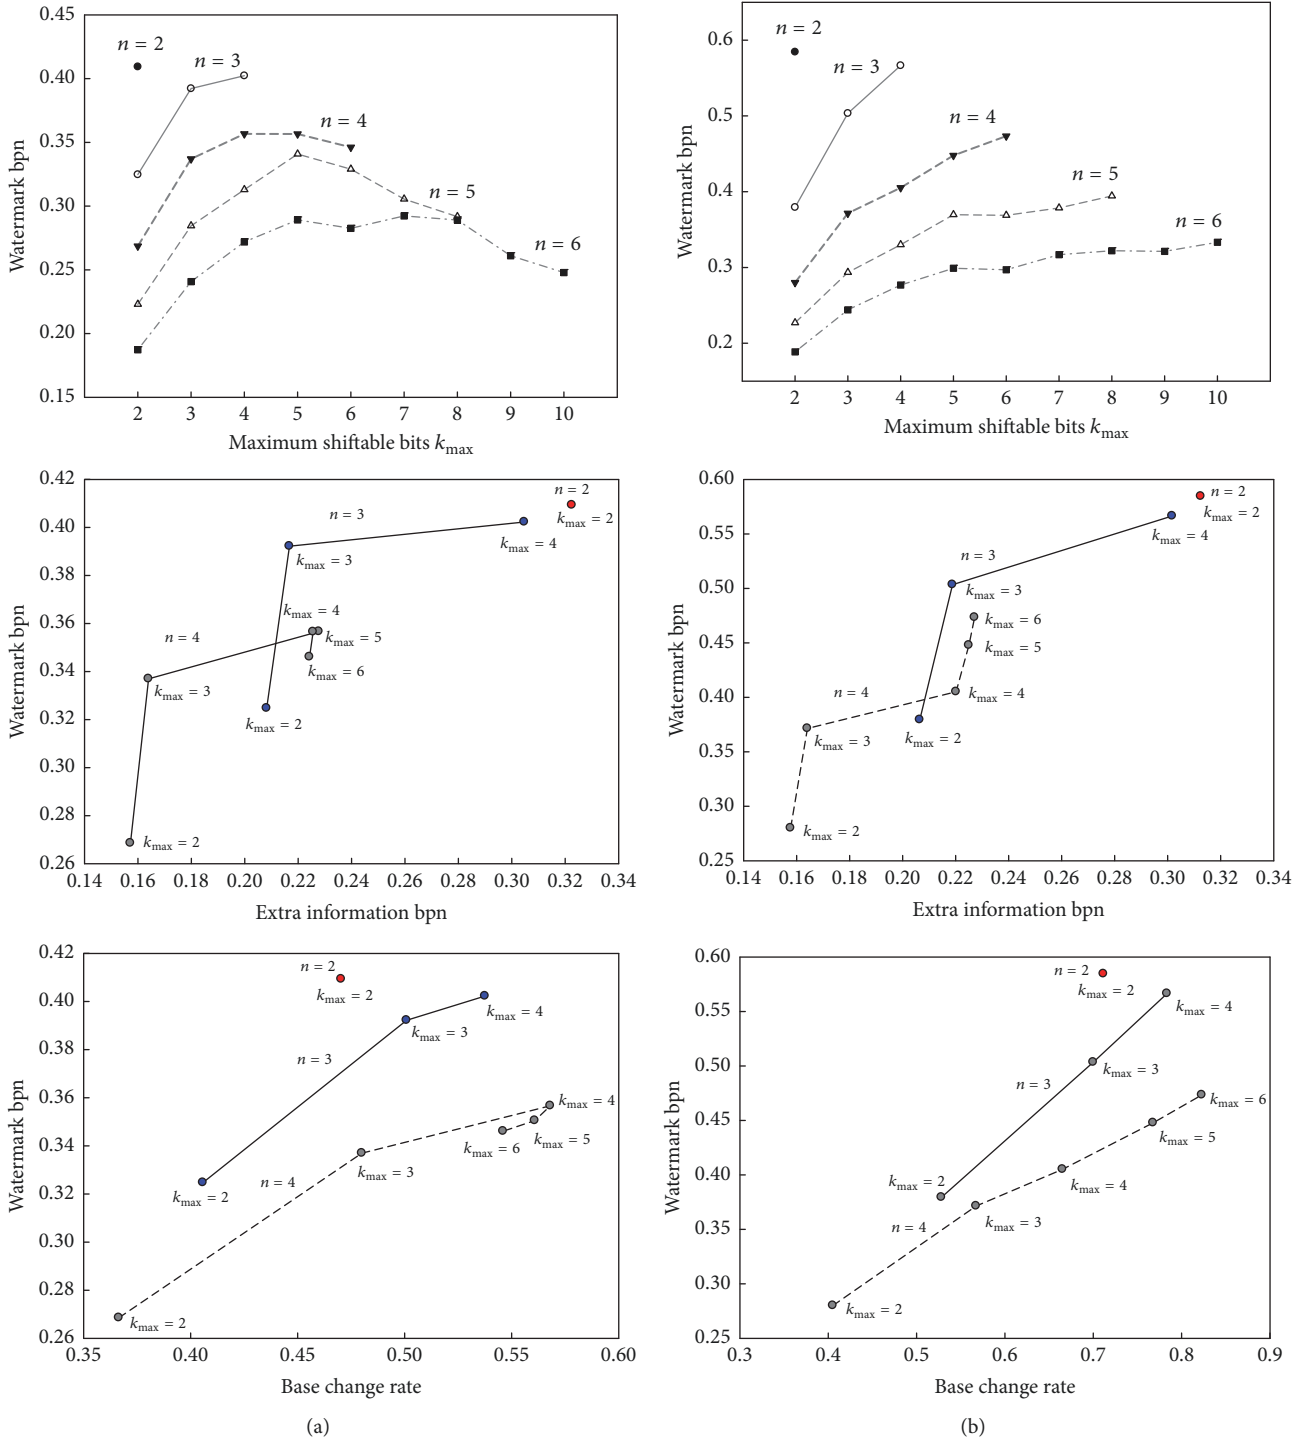 0.45
0.40
0.35
0.30
0.25
0.20
0.15
Watermark bpn
n = 2
n = 3
n = 4
n = 5
n = 6
2 3 4 5 6 7 8 9 10
Maximum shiftable bits kmax
0.6
0.5
0.4
0.3
0.2
Watermark bpn
n = 2
n = 3
n = 4
n = 5
n = 6
2 3 4 5 6 7 8 9 10
Maximum shiftable bits kmax
0.42
0.40
0.38
0.36
0.34
0.32
0.30
0.28
0.26
Watermark bpn
n = 2
kmax = 2
n = 3
kmax = 4
kmax = 3
kmax = 4
n = 4
kmax = 5
kmax = 6
kmax = 3
kmax = 2
kmax = 2
0.14 0.16 0.18 0.20 0.22 0.24 0.26 0.28 0.30 0.32 0.34
Extra information bpn
0.60
0.55
0.50
0.45
0.40
0.35
0.30
0.25
Watermark bpn
n = 2
kmax = 2
kmax = 4
n = 3
kmax = 3
kmax = 6
kmax = 5
n = 4
kmax = 4
kmax = 3
kmax = 2
kmax = 2
0.14 0.16 0.18 0.20 0.22 0.24 0.26 0.28 0.30 0.32 0.34
Extra information bpn
0.42
0.40
0.38
0.36
0.34
0.32
0.30
0.28
0.26
Watermark bpn
n = 2
kmax = 2
kmax = 4
kmax = 3
n = 3
kmax = 4
kmax = 5
kmax = 6
kmax = 3
n = 4
kmax = 2
kmax = 2
0.35 0.40 0.45 0.50 0.55 0.60
Base change rate
(a)
0.60
0.55
0.50
0.45
0.40
0.35
0.30
0.25
Watermark bpn
n = 2
kmax = 2
kmax = 4
kmax = 3
n = 3
kmax = 6
kmax = 5
kmax = 4
kmax = 2
kmax = 3
n = 4
kmax = 2
0.3 0.4 0.5 0.6 0.7 0.8 0.9
Base change rate
(b)